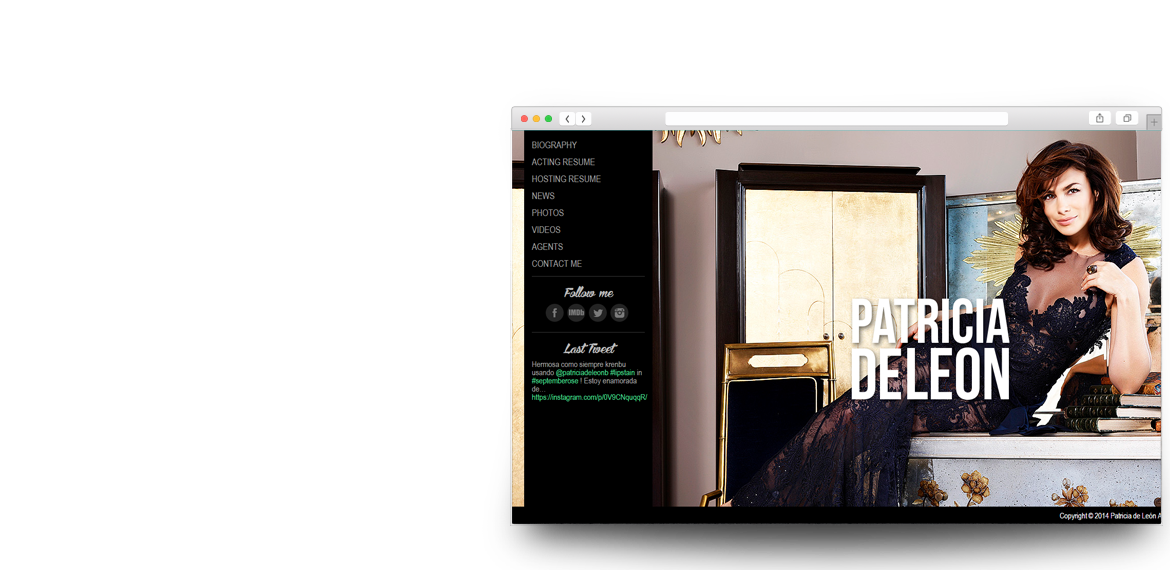 BIOGRAPHY
ACTING RESUME
HOSTING RESUME
NEWS
PHOTOS
VIDEOS
AGENTS
CONTACT ME
Follow me
f IMDb
Last Tweet
Hermosa como siempre krenbu
usando @patriciadeleonb #lipstain in
#septemberose ! Estoy enamorada
de...
https://instagram.com/p/0V9CNquqqR/
PATRICIA
DELEON
Copyright © 2014 Patricia de León A